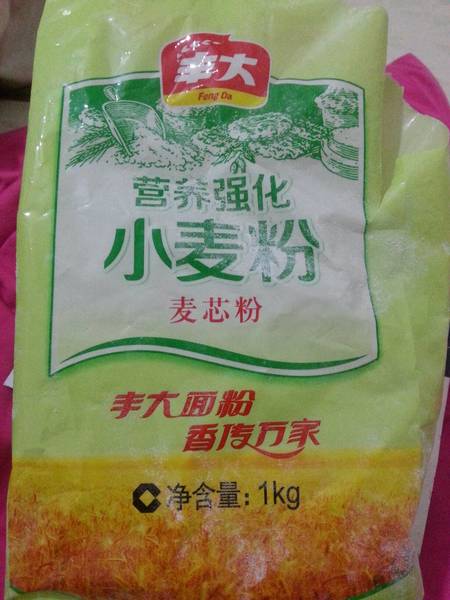 丰大
Feng Da
营养强化
小麦粉
麦芯粉
丰大面粉
香传万家
净含量：1kg